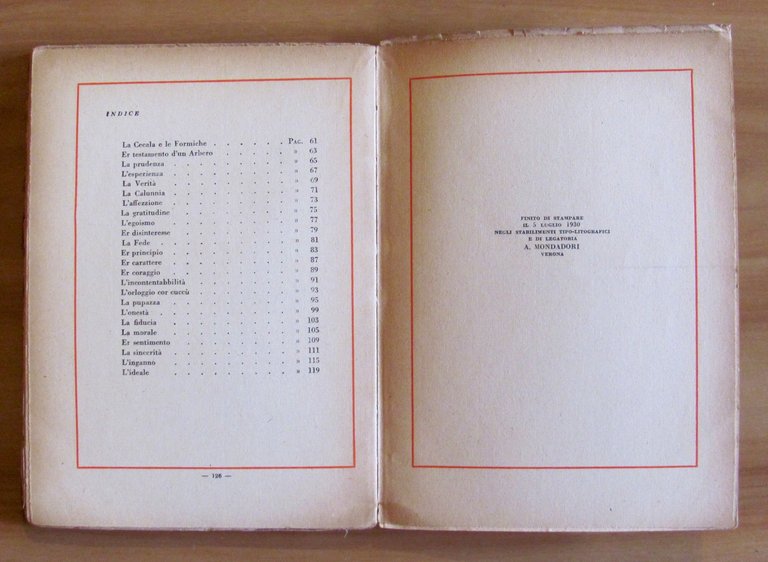 INDICE
La Cecala e le Formiche . . . . . . PAG. 61
Er testamento d'un Arbero . . . . . . » 63
La prudenza . . . . . . . . . » 65
L'esperienza . . . . . . . . . » 67
La Verità . . . . . . . . . » 69
La Calunnia . . . . . . . . . » 71
L'affezzione . . . . . . . . . » 73
La gratitudine . . . . . . . . . » 75
L'egoismo . . . . . . . . . » 77
Er disinteresse . . . . . . . . . » 79
La Fede . . . . . . . . . » 81
Er principio . . . . . . . . . » 83
Er carattere . . . . . . . . . » 87
Er coraggio . . . . . . . . . » 89
L'incontentabbilità . . . . . . . . » 91
L'orloggio cor cuccù . . . . . . . » 93
La pupazza . . . . . . . . . » 95
L'onestà . . . . . . . . . » 99
La fiducia . . . . . . . . . » 103
La morale . . . . . . . . . » 105
Er sentimento . . . . . . . . . » 109
La sincerità . . . . . . . . . » 111
L'inganno . . . . . . . . . » 115
L'ideale . . . . . . . . . » 119
— 126 —
FINITO DI STAMPARE
IL 5 LUGLIO 1930
NEGLI STABILIMENTI TIPO-LITOGRAFICI
E DI LEGATORIA
A. MONDADORI
VERONA